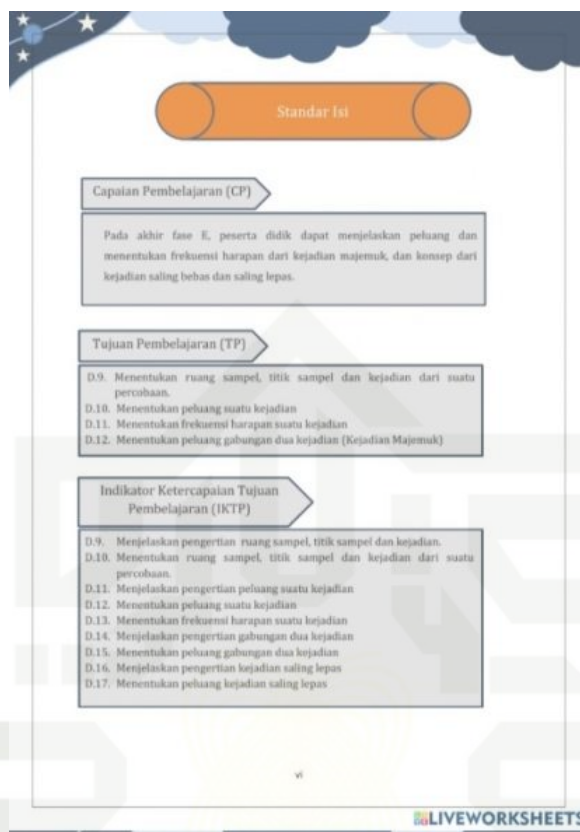 Standar Isi
Capaian Pembelajaran (CP)
Pada akhir fase E, peserta didik dapat menjelaskan peluang dan
menentukan frekuensi harapan dari kejadian majemuk, dan konsep dari
kejadian saling bebas dan saling lepas.
Tujuan Pembelajaran (TP)
D.9. Menentukan ruang sampel, titik sampel dan kejadian dari suatu
percobaan.
D.10. Menentukan peluang suatu kejadian
D.11. Menentukan frekuensi harapan suatu kejadian
D.12. Menentukan peluang gabungan dua kejadian (Kejadian Majemuk)
Indikator Ketercapaian Tujuan
Pembelajaran (IKTP)
D.9. Menjelaskan pengertian ruang sampel, titik sampel dan kejadian.
D.10. Menentukan ruang sampel, titik sampel dan kejadian dari suatu
percobaan.
D.11. Menjelaskan pengertian peluang suatu kejadian
D.12. Menentukan peluang suatu kejadian
D.13. Menentukan frekuensi harapan suatu kejadian
D.14. Menjelaskan pengertian gabungan dua kejadian
D.15. Menentukan peluang gabungan dua kejadian
D.16. Menjelaskan pengertian kejadian saling lepas
D.17. Menentukan peluang kejadian saling lepas
vi
LIVEWORKSHEETS